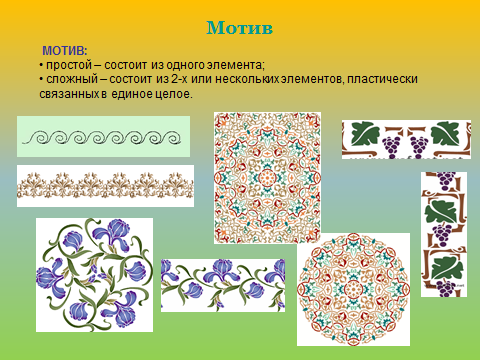 Мотив
МОТИВ:
• простой – состоит из одного элемента;
• сложный – состоит из 2-х или нескольких элементов, пластически
связанных в единое целое.